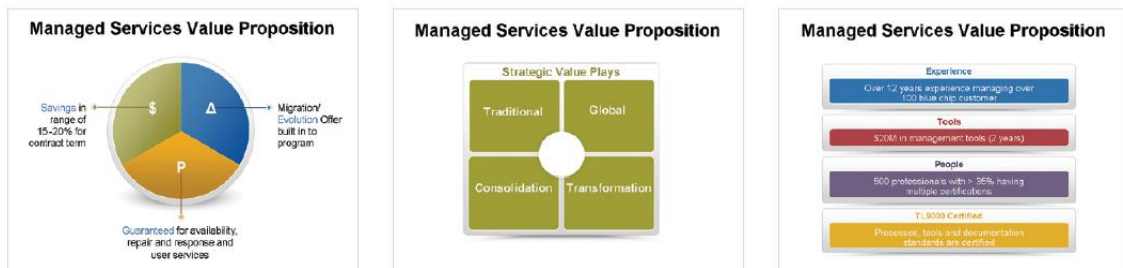 Managed Services Value Proposition
$
Δ
P
Savings in
range of
15-20% for
contract term
Migration/
Evolution Offer
built in to
program
Guaranteed for availability,
repair and response and
user services
Managed Services Value Proposition
Strategic Value Plays
Traditional
Global
Consolidation
Transformation
Managed Services Value Proposition
Experience
Over 12 years experience managing over
100 blue chip customer
Tools
$20M in management tools (2 years)
People
500 professionals with > 35% having
multiple certifications
TL9000 Certified
Processes, tools and documentation
standards are certified